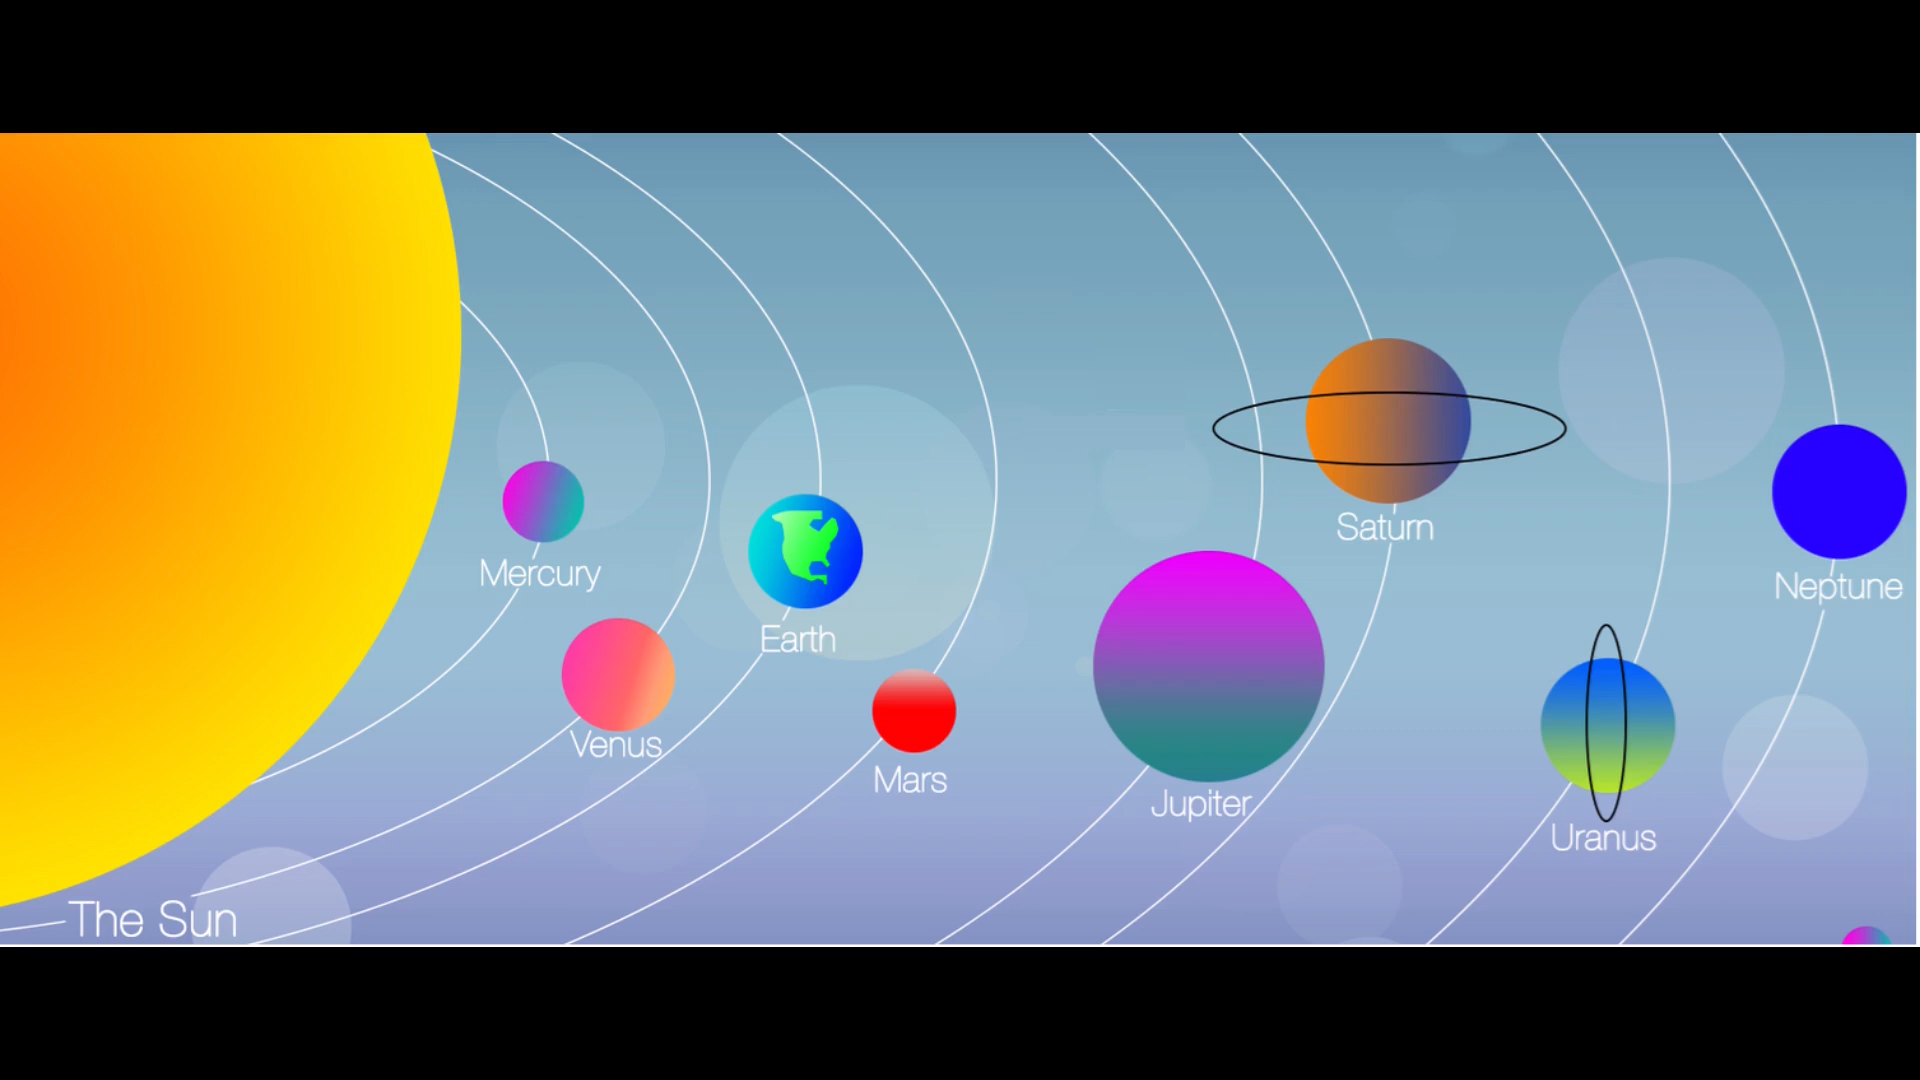 Mercury
Venus
Earth
Mars
Jupiter
Saturn
Uranus
Neptune
The Sun